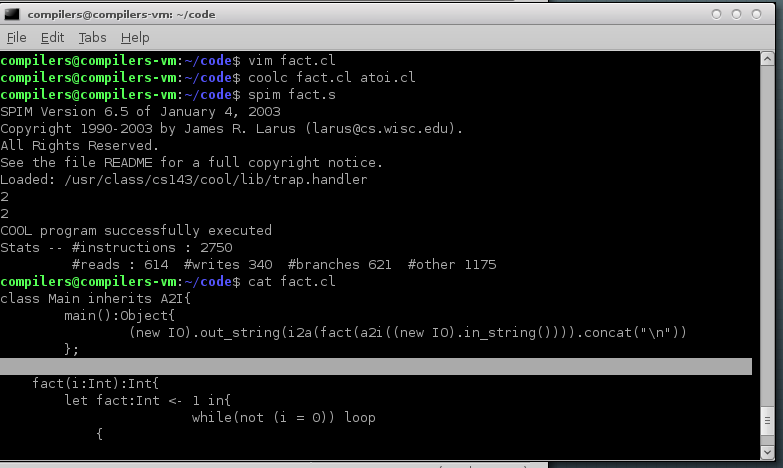 compilers@compilers-vm: ~/code
File Edit Tabs Help
compilers@compilers-vm:~/code$ vim fact.cl
compilers@compilers-vm:~/code$ coolc fact.cl atoi.cl
compilers@compilers-vm:~/code$ spim fact.s
SPIM Version 6.5 of January 4, 2003
Copyright 1990-2003 by James R. Larus (larus@cs.wisc.edu).
All Rights Reserved.
See the file README for a full copyright notice.
Loaded: /usr/class/cs143/cool/lib/trap.handler
2
2
COOL program successfully executed
Stats -- #instructions : 2750
         #reads : 614  #writes 340  #branches 621  #other 1175
compilers@compilers-vm:~/code$ cat fact.cl
class Main inherits A2I{
        main():Object{
                (new IO).out_string(i2a(fact(a2i((new IO).in_string()))).concat("\n"))
        };
    fact(i:Int):Int{
        let fact:Int <- 1 in{
                        while(not (i = 0)) loop
            {